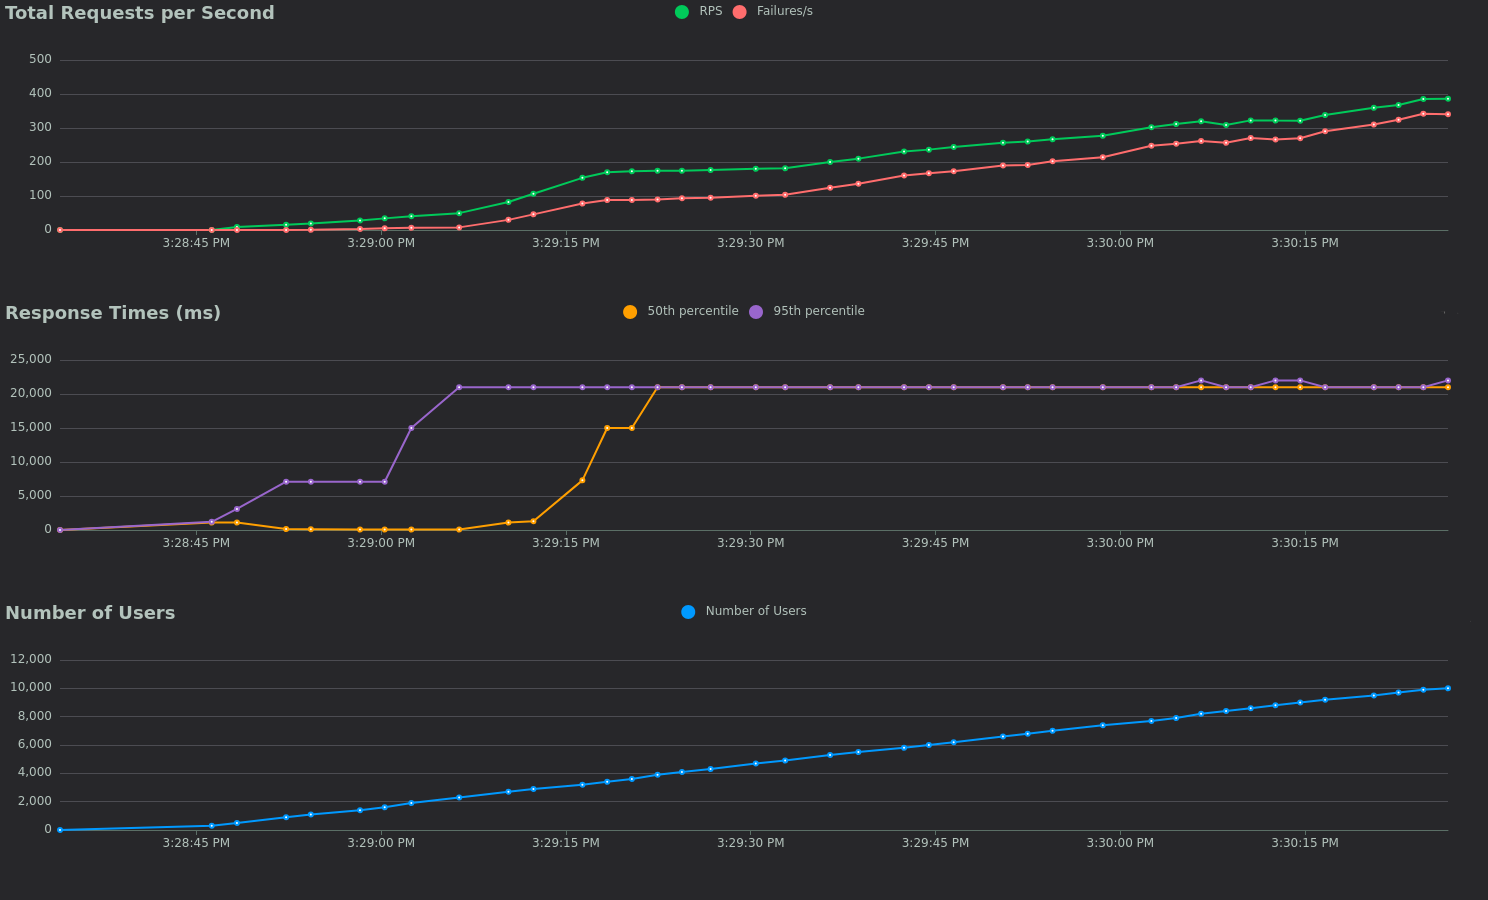 Total Requests per Second
RPS Failures/s
500
400
300
200
100
0
3:28:45 PM 3:29:00 PM 3:29:15 PM 3:29:30 PM 3:29:45 PM 3:30:00 PM 3:30:15 PM
Response Times (ms)
50th percentile 95th percentile
25,000
20,000
15,000
10,000
5,000
0
3:28:45 PM 3:29:00 PM 3:29:15 PM 3:29:30 PM 3:29:45 PM 3:30:00 PM 3:30:15 PM
Number of Users
Number of Users
12,000
10,000
8,000
6,000
4,000
2,000
0
3:28:45 PM 3:29:00 PM 3:29:15 PM 3:29:30 PM 3:29:45 PM 3:30:00 PM 3:30:15 PM